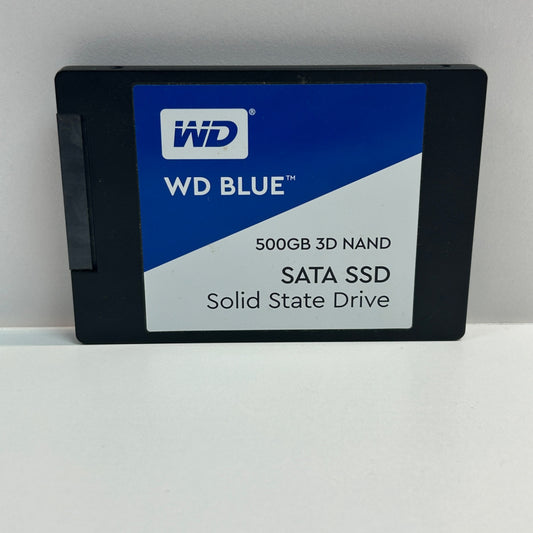 WD®
WD BLUE™
500GB 3D NAND
SATA SSD
Solid State Drive